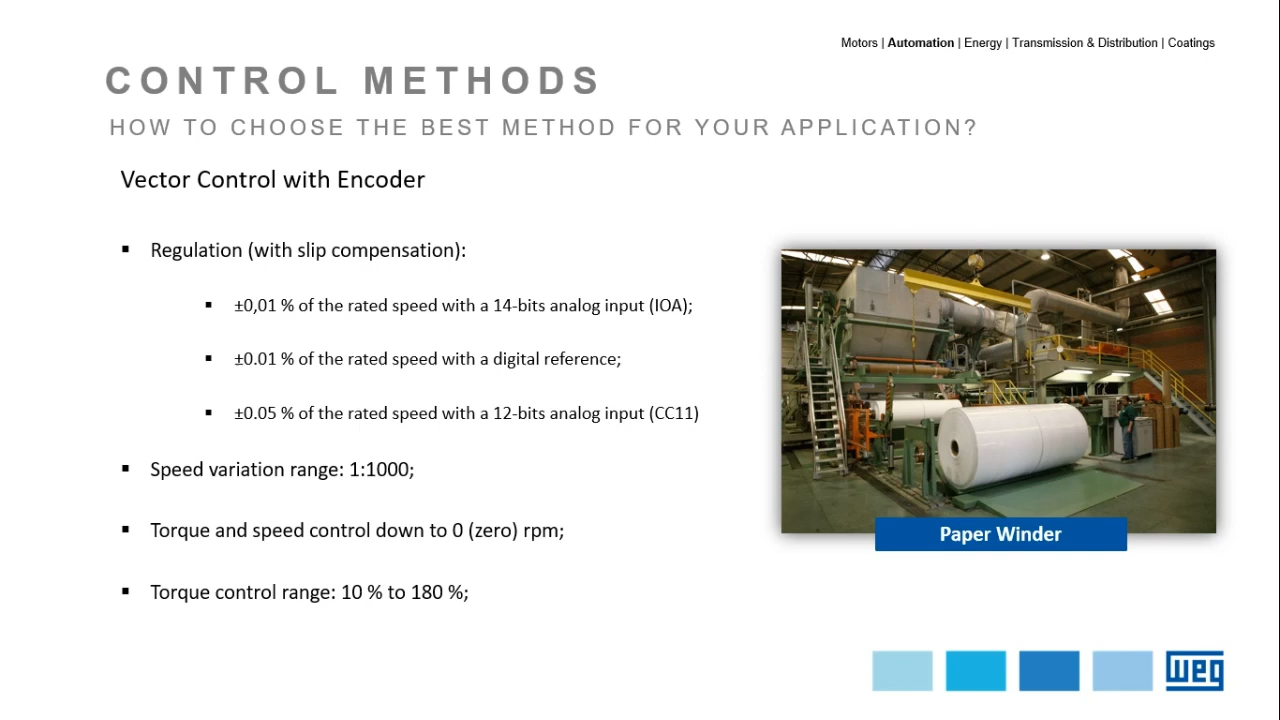 Motors | Automation | Energy | Transmission & Distribution | Coatings
CONTROL METHODS
HOW TO CHOOSE THE BEST METHOD FOR YOUR APPLICATION?
Vector Control with Encoder
▪ Regulation (with slip compensation):
▪ ±0,01 % of the rated speed with a 14-bits analog input (IOA);
▪ ±0.01 % of the rated speed with a digital reference;
▪ ±0.05 % of the rated speed with a 12-bits analog input (CC11)
▪ Speed variation range: 1:1000;
▪ Torque and speed control down to 0 (zero) rpm;
▪ Torque control range: 10 % to 180 %;
Paper Winder
weg